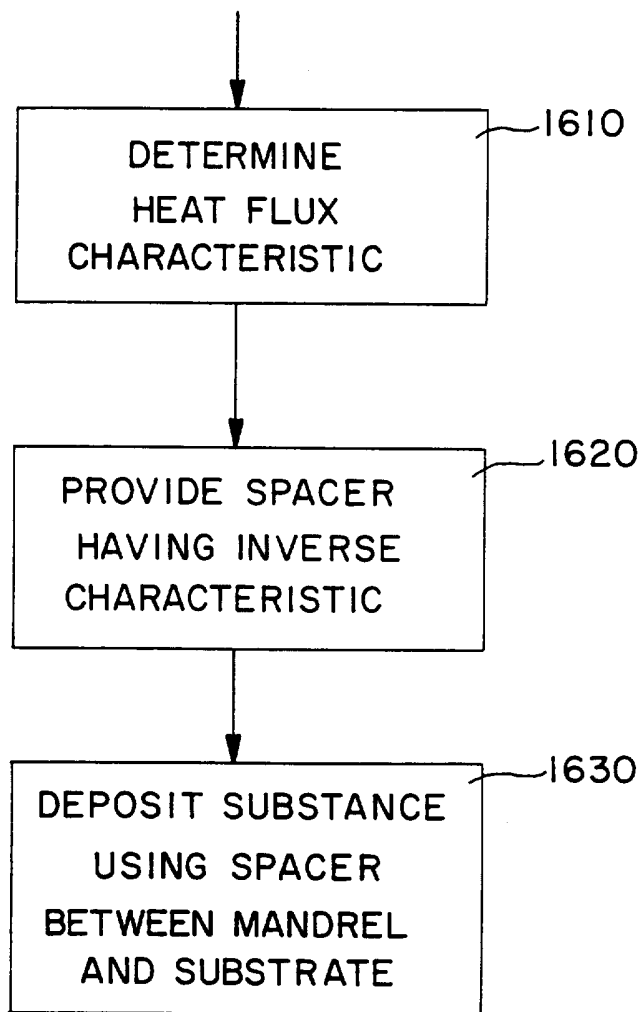 1610
DETERMINE
HEAT FLUX
CHARACTERISTIC
1620
PROVIDE SPACER
HAVING INVERSE
CHARACTERISTIC
1630
DEPOSIT SUBSTANCE
USING SPACER
BETWEEN MANDREL
AND SUBSTRATE